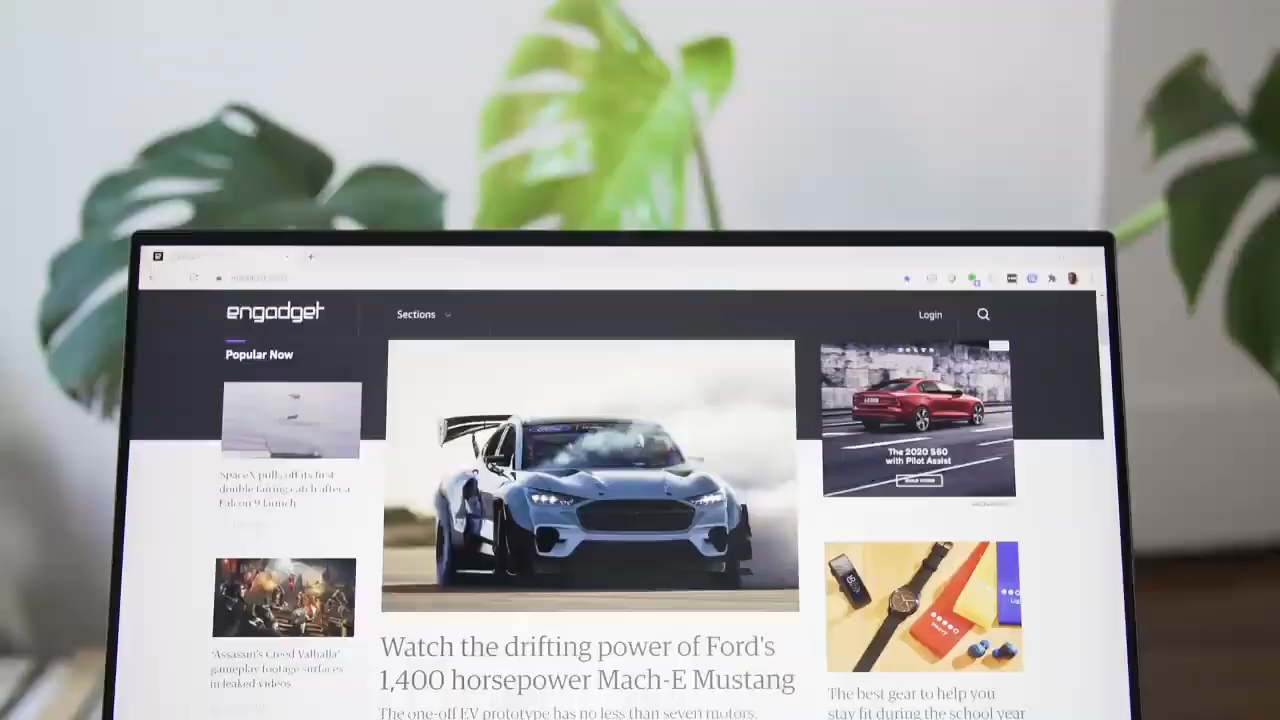 engadget
Sections
Login
Popular Now
SpaceX pulls off its first
double fairing catch after a
Falcon 9 launch
'Assassin's Creed Valhalla'
gameplay footage surfaces
in leaked videos
Watch the drifting power of Ford's
1,400 horsepower Mach-E Mustang
The one-off EV prototype has no less than seven motors.
VOLVO
The 2020 S60
with Pilot Assist
Heavy
The best gear to help you
stay fit during the school year